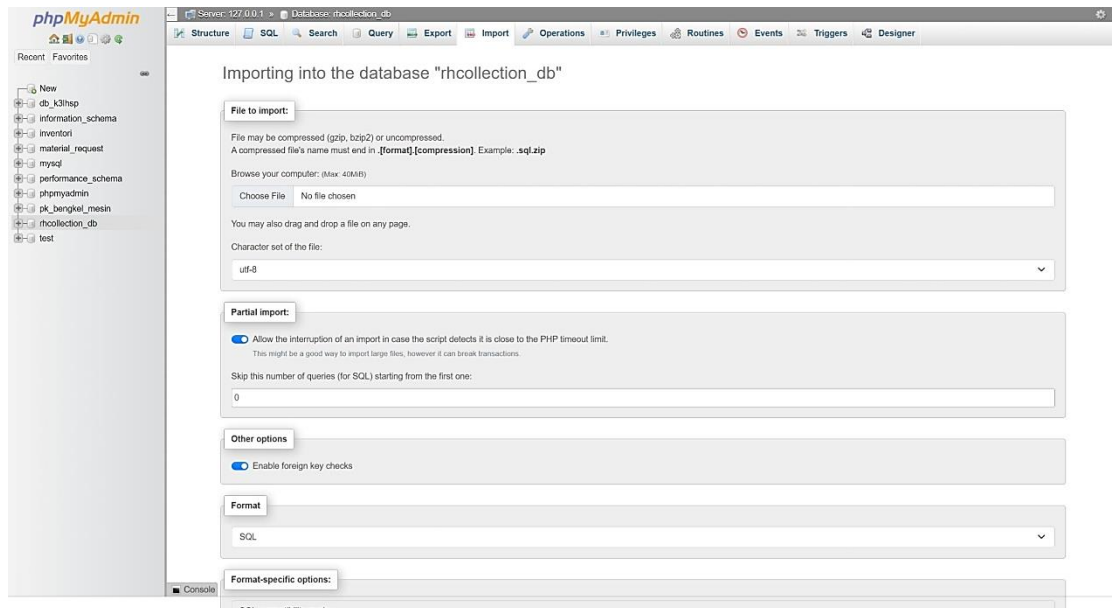 phpMyAdmin
Recent Favorites
New
db_k3lhsp
information_schema
inventori
material_request
mysql
performance_schema
phpmyadmin
pk_bengkel_mesin
rhcollection_db
test
Server: 127.0.0.1 » Database: rhcollection_db
Structure SQL Search Query Export Import Operations Privileges Routines Events Triggers Designer
Importing into the database "rhcollection_db"
File to import:
File may be compressed (gzip, bzip2) or uncompressed.
A compressed file's name must end in .[format].[compression]. Example: .sql.zip
Browse your computer: (Max: 40MiB)
Choose File No file chosen
You may also drag and drop a file on any page.
Character set of the file:
utf-8
Partial import:
Allow the interruption of an import in case the script detects it is close to the PHP timeout limit.
This might be a good way to import large files, however it can break transactions.
Skip this number of queries (for SQL) starting from the first one:
0
Other options
Enable foreign key checks
Format
SQL
Format-specific options:
Console